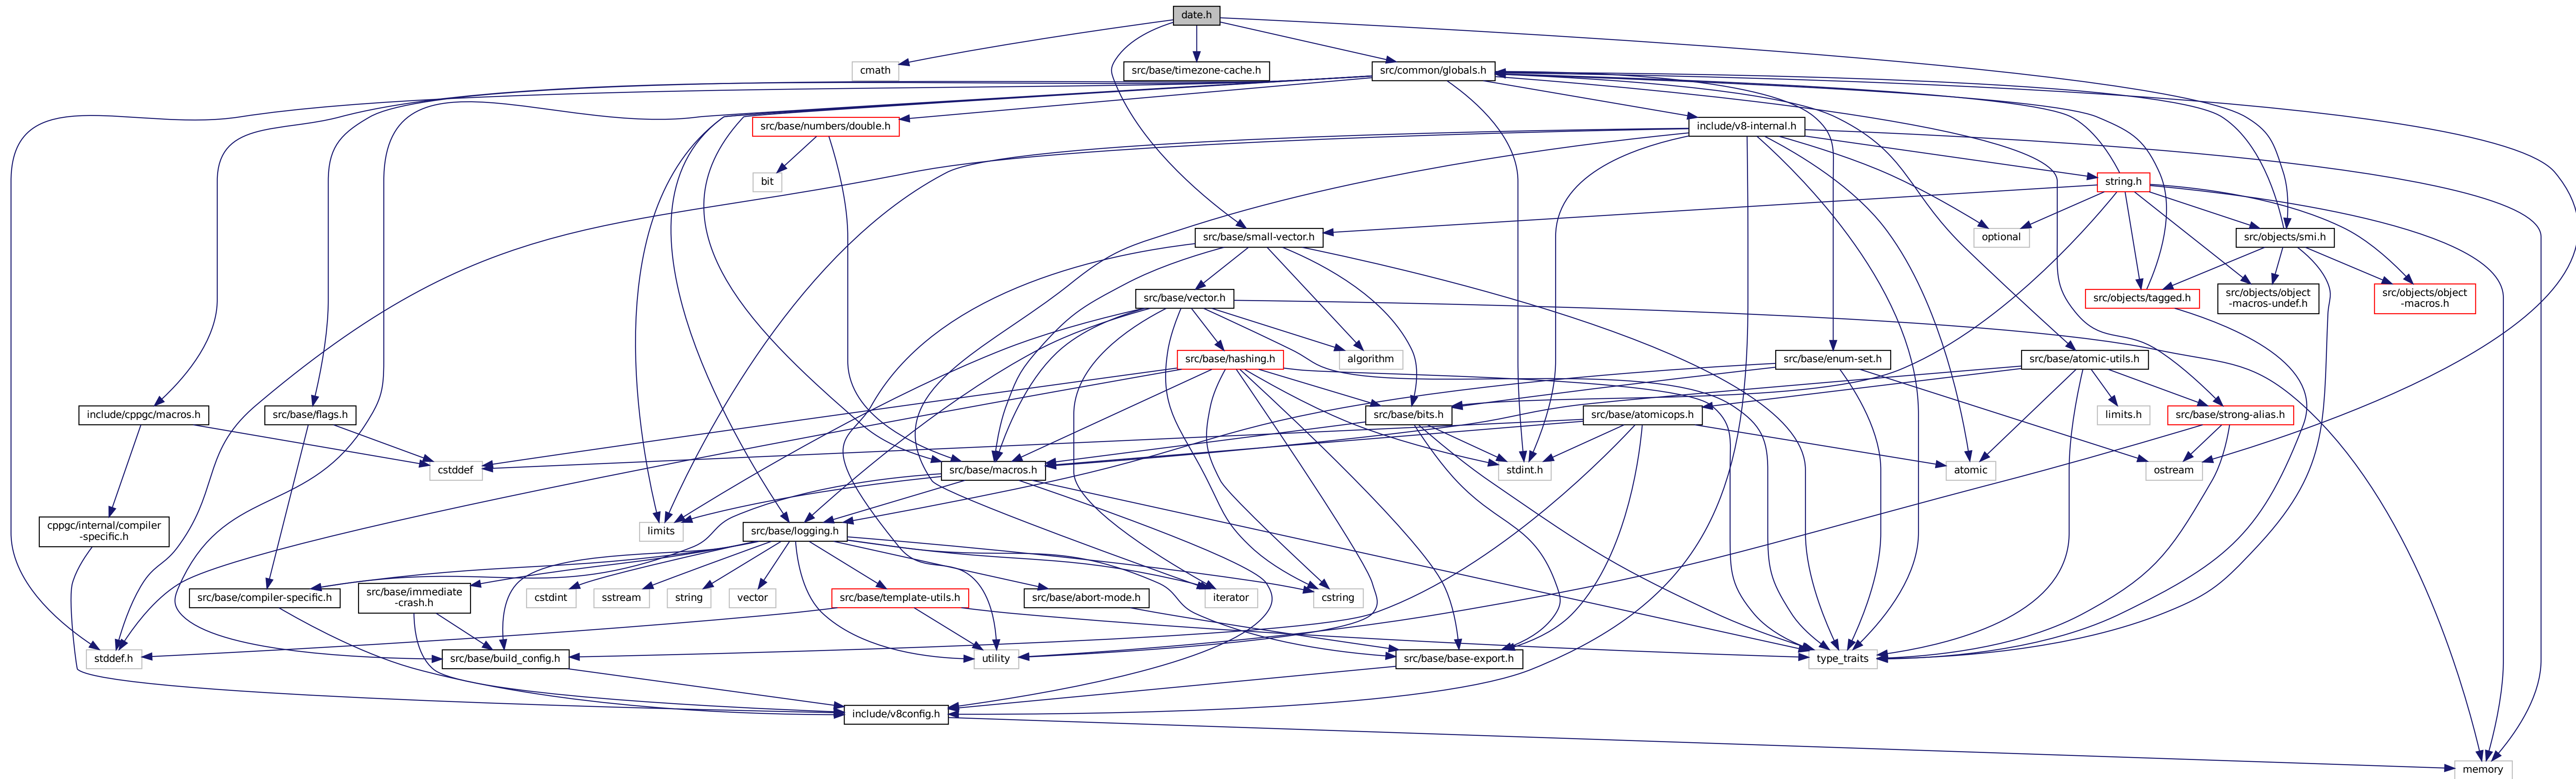 date.h
cmath
src/base/timezone-cache.h
src/common/globals.h
src/base/numbers/double.h
include/v8-internal.h
bit
string.h
src/base/small-vector.h
optional
src/objects/smi.h
src/base/vector.h
src/objects/tagged.h
src/objects/object
-macros-undef.h
src/objects/object
-macros.h
src/base/hashing.h
algorithm
src/base/enum-set.h
src/base/atomic-utils.h
include/cppgc/macros.h
src/base/flags.h
src/base/bits.h
src/base/atomicops.h
limits.h
src/base/strong-alias.h
cstddef
src/base/macros.h
stdint.h
atomic
ostream
cppgc/internal/compiler
-specific.h
limits
src/base/logging.h
src/base/compiler-specific.h
src/base/immediate
-crash.h
cstdint
sstream
string
vector
src/base/template-utils.h
src/base/abort-mode.h
iterator
cstring
stddef.h
src/base/build_config.h
utility
src/base/base-export.h
type_traits
include/v8config.h
memory